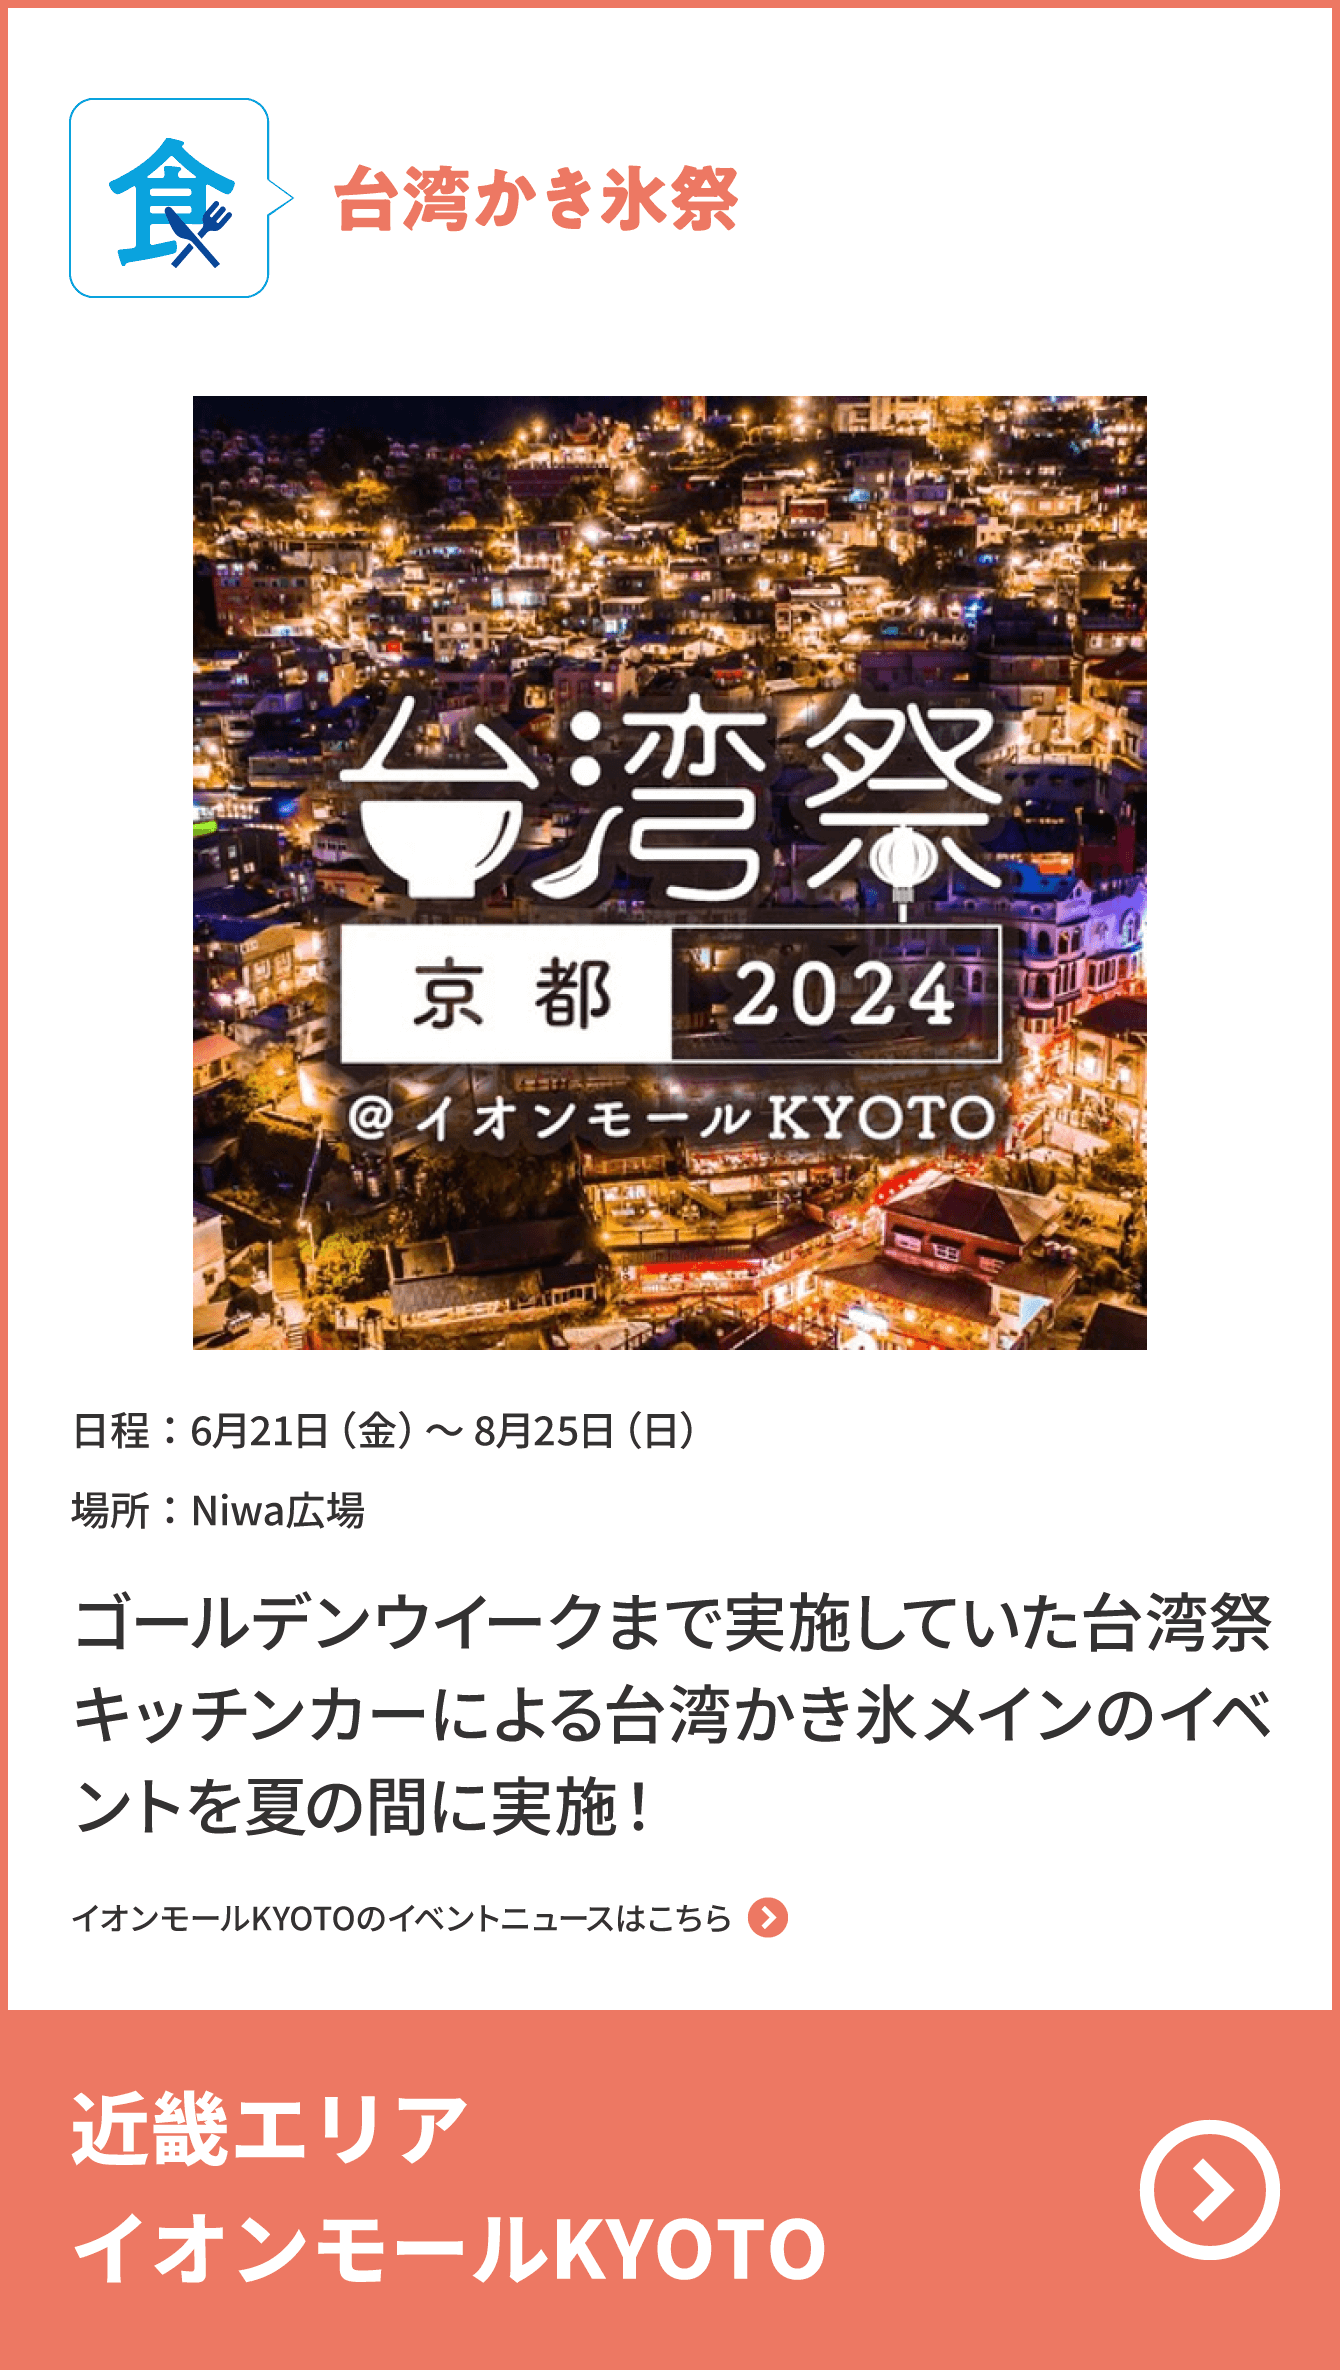 食
台湾かき氷祭
台湾祭
京都 2024
@イオンモールKYOTO
日程：6月21日（金）～ 8月25日（日）
場所：Niwa広場
ゴールデンウイークまで実施していた台湾祭
キッチンカーによる台湾かき氷メインのイベ
ントを夏の間に実施！
イオンモールKYOTOのイベントニュースはこちら
近畿エリア
イオンモールKYOTO